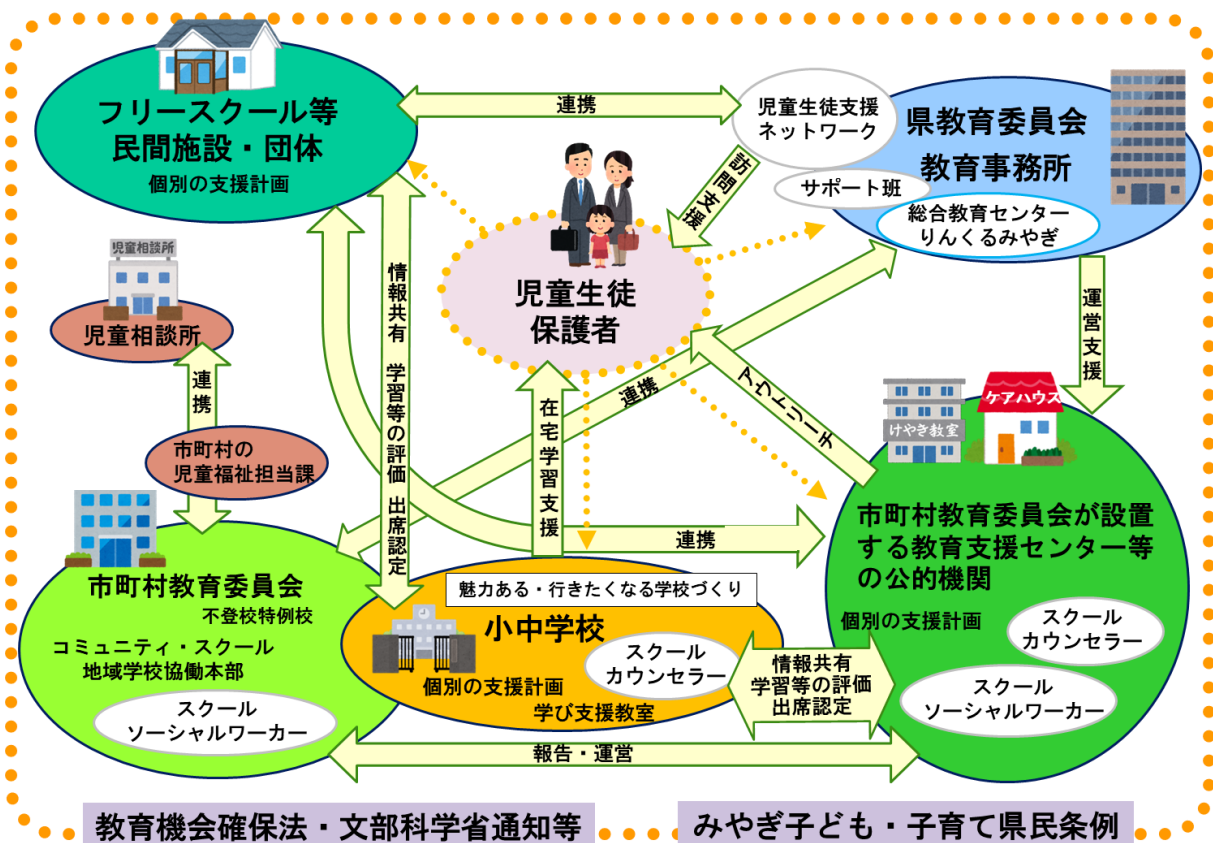 フリースクール等
民間施設・団体
個別の支援計画
連携
児童生徒支援
ネットワーク
県教育委員会
教育事務所
サポート班
総合教育センター
りんくるみやぎ
訪問支援
児童相談所
児童相談所
連携
市町村の
児童福祉担当課
情報共有 学習等の評価 出席認定
児童生徒
保護者
連携
運営支援
アウトリーチ
在宅学習支援
けやき教室
ケアハウス
連携
市町村教育委員会
不登校特例校
コミュニティ・スクール
地域学校協働本部
スクール
ソーシャルワーカー
魅力ある・行きたくなる学校づくり
小中学校
スクール
カウンセラー
個別の支援計画
学び支援教室
市町村教育委員会が設置
する教育支援センター等
の公的機関
個別の支援計画
スクール
カウンセラー
スクール
ソーシャルワーカー
情報共有
学習等の評価
出席認定
報告・運営
教育機会確保法・文部科学省通知等
みやぎ子ども・子育て県民条例